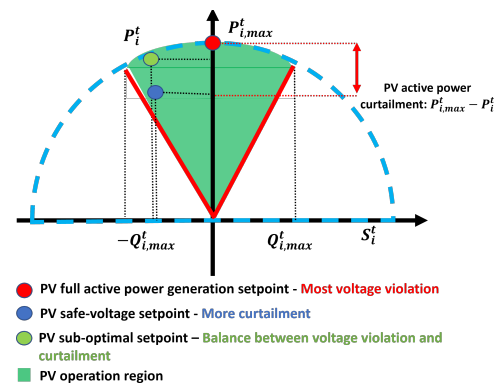 P_i^t
P_{i,max}^t
PV active power
curtailment: P_{i,max}^t − P_i^t
−Q_{i,max}^t
Q_{i,max}^t
S_i^t
PV full active power generation setpoint - Most voltage violation
PV safe-voltage setpoint - More curtailment
PV sub-optimal setpoint – Balance between voltage violation and
curtailment
PV operation region